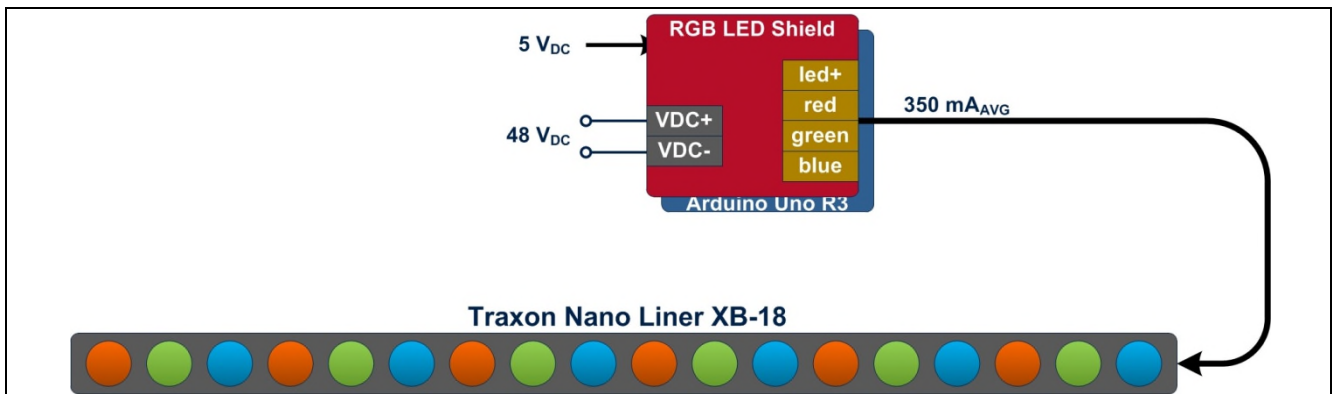 RGB LED Shield
5 VDC
led+
red
350 mAAVG
green
blue
48 VDC
VDC+
VDC-
Arduino Uno R3
Traxon Nano Liner XB-18